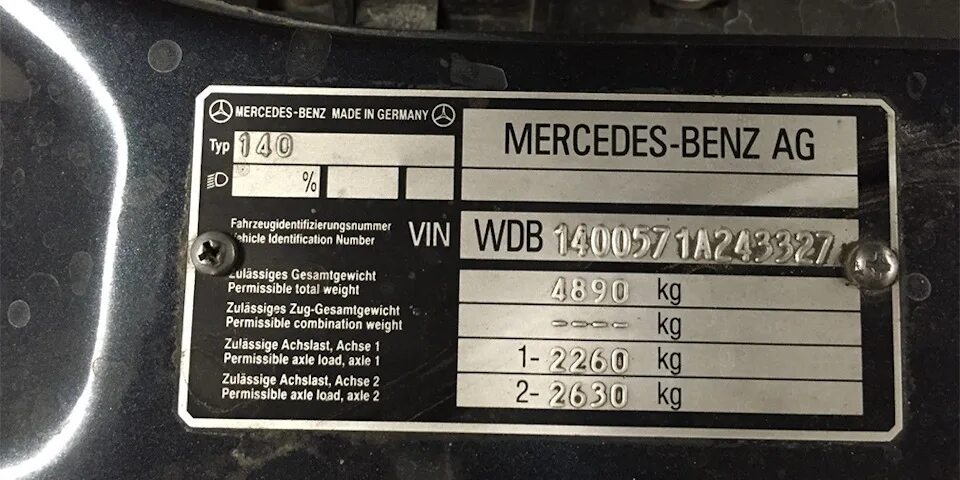 MERCEDES-BENZ MADE IN GERMANY
MERCEDES-BENZ AG
Typ 140
%
Fahrzeugidentifizierungsnummer
Vehicle Identification Number
VIN WDB 1400571A243327
Zulässiges Gesamtgewicht
Permissible total weight
4890 kg
Zulässiges Zug-Gesamtgewicht
Permissible combination weight
---- kg
Zulässige Achslast, Achse 1
Permissible axle load, axle 1
1- 2260 kg
Zulässige Achslast, Achse 2
Permissible axle load, axle 2
2- 2630 kg